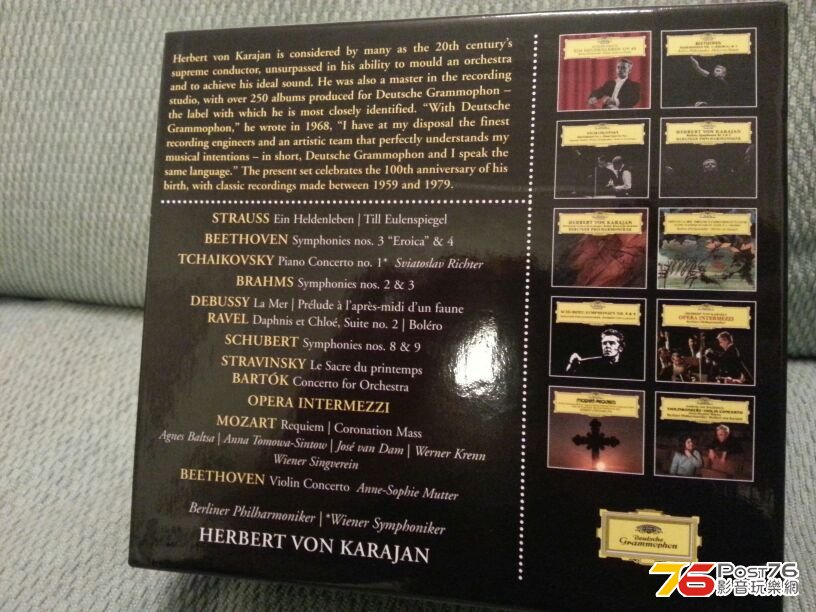 Herbert von Karajan is considered by many as the 20th century's
supreme conductor, unsurpassed in his ability to mould an orchestra
and to achieve his ideal sound. He was also a master in the recording
studio, with over 250 albums produced for Deutsche Grammophon –
the label with which he is most closely identified. “With Deutsche
Grammophon,” he wrote in 1968, “I have at my disposal the finest
recording engineers and an artistic team that perfectly understands my
musical intentions – in short, Deutsche Grammophon and I speak the
same language.” The present set celebrates the 100th anniversary of his
birth, with classic recordings made between 1959 and 1979.
STRAUSS Ein Heldenleben | Till Eulenspiegel
BEETHOVEN Symphonies nos. 3 “Eroica” & 4
TCHAIKOVSKY Piano Concerto no. 1* Sviatoslav Richter
BRAHMS Symphonies nos. 2 & 3
DEBUSSY La Mer | Prélude à l'après-midi d'un faune
RAVEL Daphnis et Chloé, Suite no. 2 | Boléro
SCHUBERT Symphonies nos. 8 & 9
STRAVINSKY Le Sacre du printemps
BARTÓK Concerto for Orchestra
OPERA INTERMEZZI
MOZART Requiem | Coronation Mass
Agnes Baltsa | Anna Tomowa-Sintow | José van Dam | Werner Krenn
Wiener Singverein
BEETHOVEN Violin Concerto Anne-Sophie Mutter
Berliner Philharmoniker | *Wiener Symphoniker
HERBERT VON KARAJAN
BEETHOVEN
HERBERT VON KARAJAN
HERBERT VON KARAJAN
BERLINER PHILHARMONIKER
OPERA INTERMEZZI
MOZART REQUIEM
Deutsche
Grammophon
76 Post76
影音玩樂網